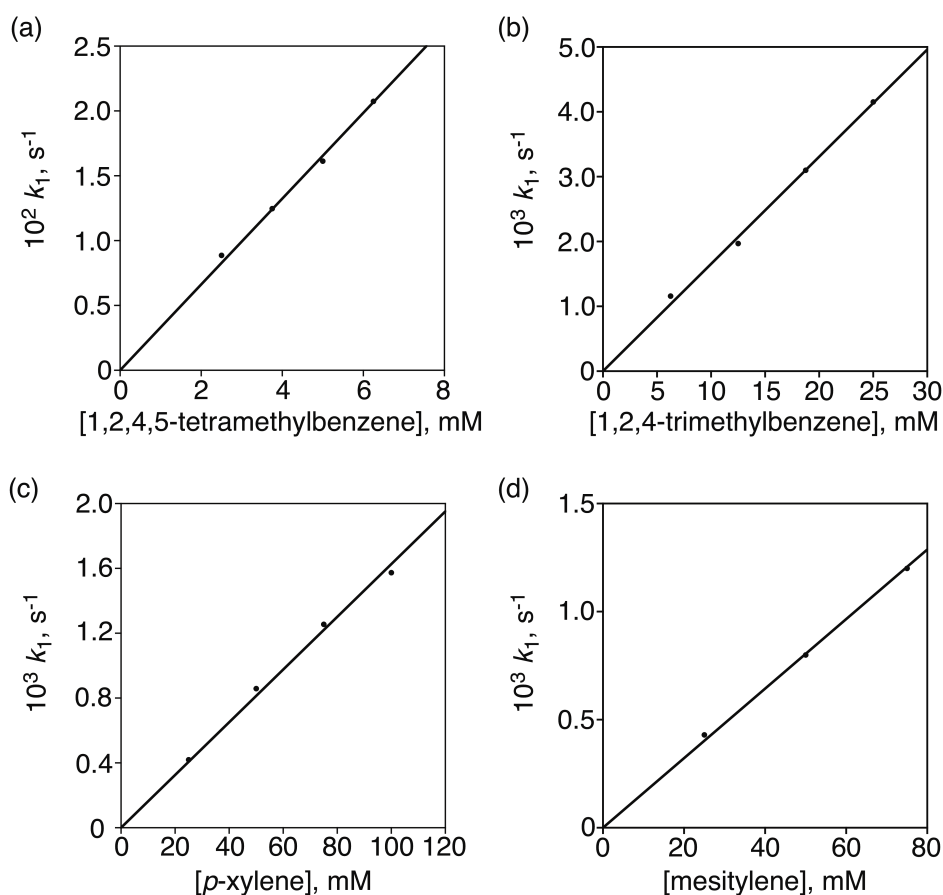 (a)
2.5
2.0
1.5
1.0
0.5
0
10² k₁, s⁻¹
0 2 4 6 8
[1,2,4,5-tetramethylbenzene], mM
(b)
5.0
4.0
3.0
2.0
1.0
0
10³ k₁, s⁻¹
0 5 10 15 20 25 30
[1,2,4-trimethylbenzene], mM
(c)
2.0
1.6
1.2
0.8
0.4
0
10³ k₁, s⁻¹
0 20 40 60 80 100 120
[p-xylene], mM
(d)
1.5
1.0
0.5
0
10³ k₁, s⁻¹
0 20 40 60 80
[mesitylene], mM